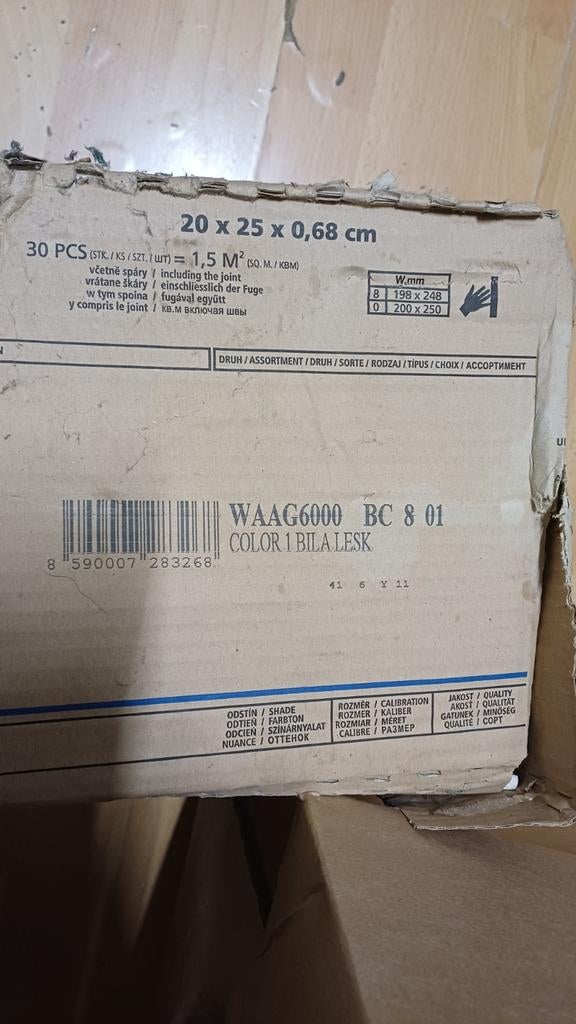 20 x 25 x 0,68 cm
30 PCS (STK. / KS / SZT. / ШТ) = 1,5 M² (SQ. M. / КВМ)
včetně spáry / including the joint
vrátane škáry / einschliesslich der Fuge
w tym spoina / fugával együtt
y compris le joint / КВ.М ВКЛЮЧАЯ ШВЫ
W.mm
8 198 x 248
0 200 x 250
N
DRUH / ASSORTMENT / DRUH / SORTE / RODZAJ / TÍPUS / CHOIX / АССОРТИМЕНТ
WAAG6000 BC 8 01
COLOR 1 BILA LESK
8 590007 283268
41 6 Y 11
ODSTÍN / SHADE
ODTIEŇ / FARBTON
ODCIEŃ / SZÍNÁRNYALAT
NUANCE / ОТТЕНОК
ROZMĚR / CALIBRATION
ROZMER / KALIBER
ROZMIAR / MÉRET
CALIBRE / РАЗМЕР
JAKOST / QUALITY
AKOSŤ / QUALITÄT
GATUNEK / MINŐSÉG
QUALITÉ / СОРТ